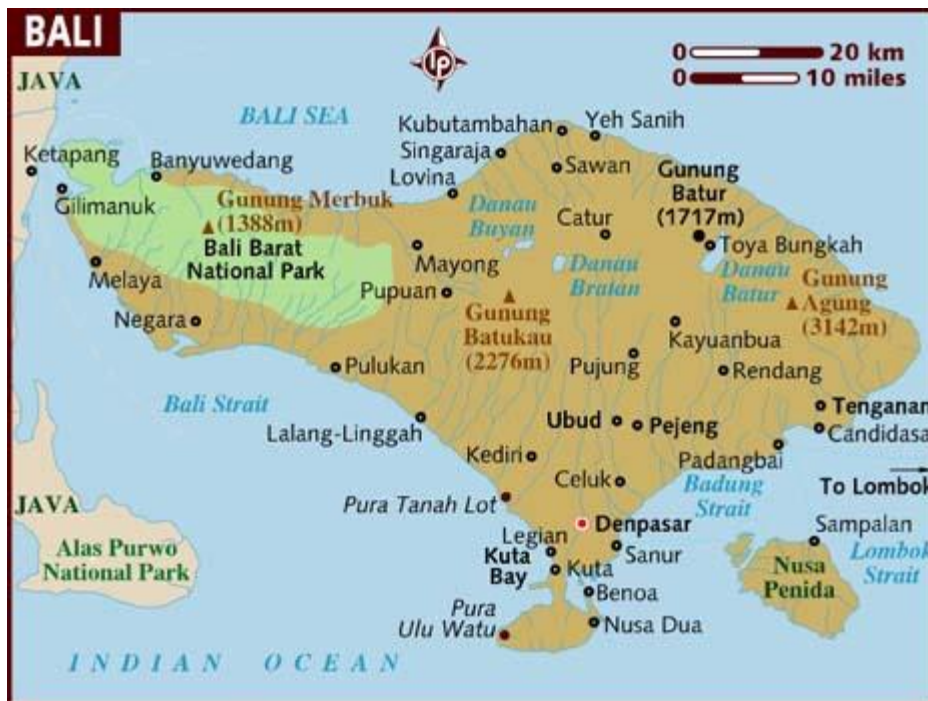 BALI
0 20 km
0 10 miles
lp
JAVA
BALI SEA
Kubutambahan
Yeh Sanih
Singaraja
Sawan
Ketapang
Banyuwedang
Lovina
Gunung
Batur
(1717m)
Gilimanuk
Gunung Merbuk
(1388m)
Bali Barat
National Park
Danau
Buyan
Catur
Toya Bungkah
Melaya
Mayong
Danau
Bratan
Danau
Batur
Gunung
Agung
(3142m)
Pupuan
Negara
Gunung
Batukau
(2276m)
Kayuanbua
Pulukan
Pujung
Rendang
Bali Strait
Lalang-Linggah
Ubud
Pejeng
Tenganan
Candidasa
Kediri
Padangbai
Celuk
Badung
Strait
To Lombok
JAVA
Pura Tanah Lot
Alas Purwo
National Park
Legian
Denpasar
Sampalan
Kuta
Bay
Sanur
Lombok
Strait
Kuta
Nusa
Penida
Benoa
Pura
Ulu Watu
Nusa Dua
INDIAN OCEAN